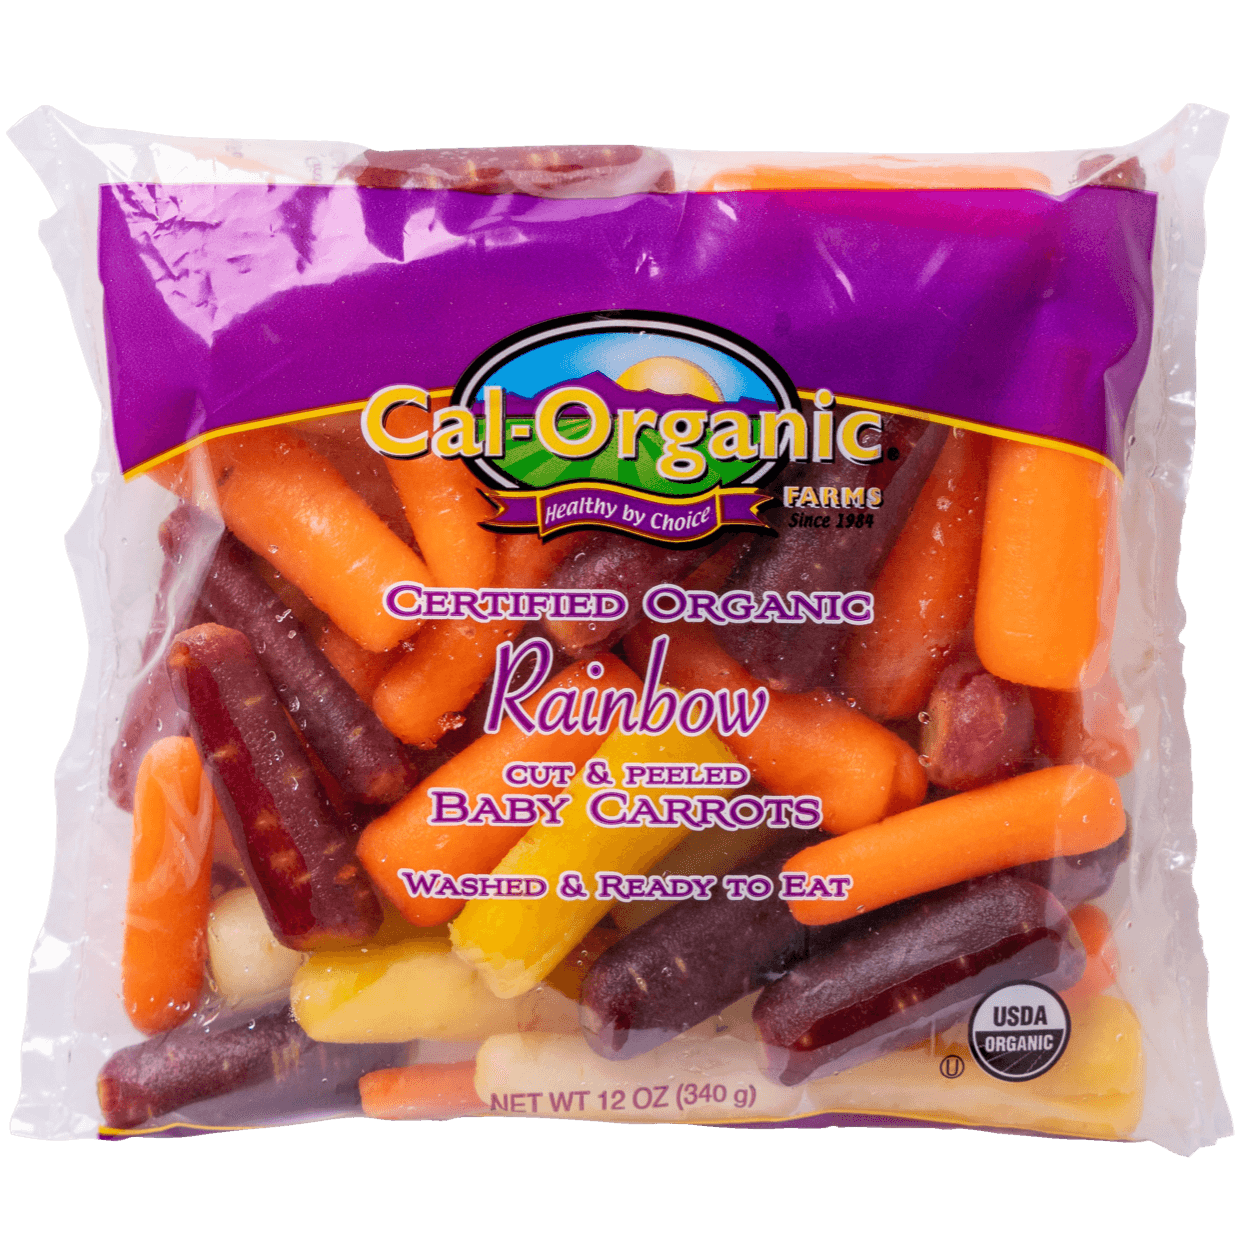 Cal-Organic®
FARMS
Since 1984
Healthy by Choice
CERTIFIED ORGANIC
Rainbow
CUT & PEELED
BABY CARROTS
WASHED & READY TO EAT
USDA
ORGANIC
U
NET WT 12 OZ (340 g)